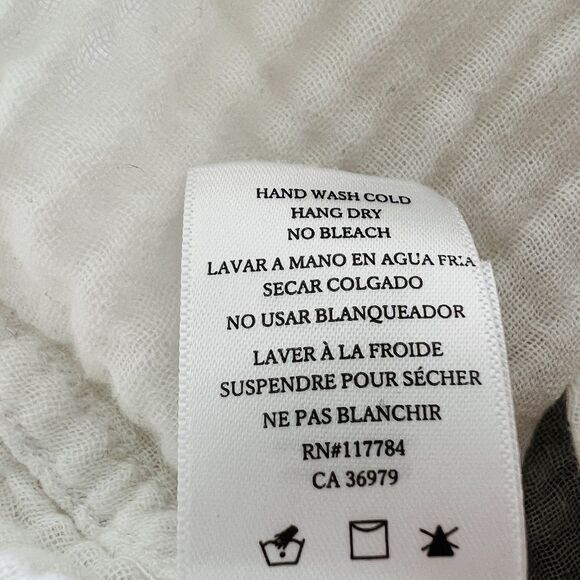 HAND WASH COLD
HANG DRY
NO BLEACH
LAVAR A MANO EN AGUA FRIA
SECAR COLGADO
NO USAR BLANQUEADOR
LAVER À LA FROIDE
SUSPENDRE POUR SÉCHER
NE PAS BLANCHIR
RN#117784
CA 36979